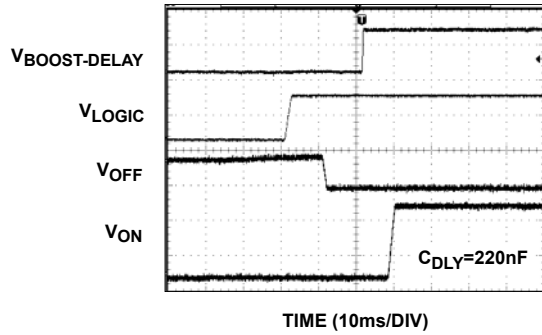 T
VBOOST-DELAY
VLOGIC
VOFF
VON
CDLY=220nF
TIME (10ms/DIV)